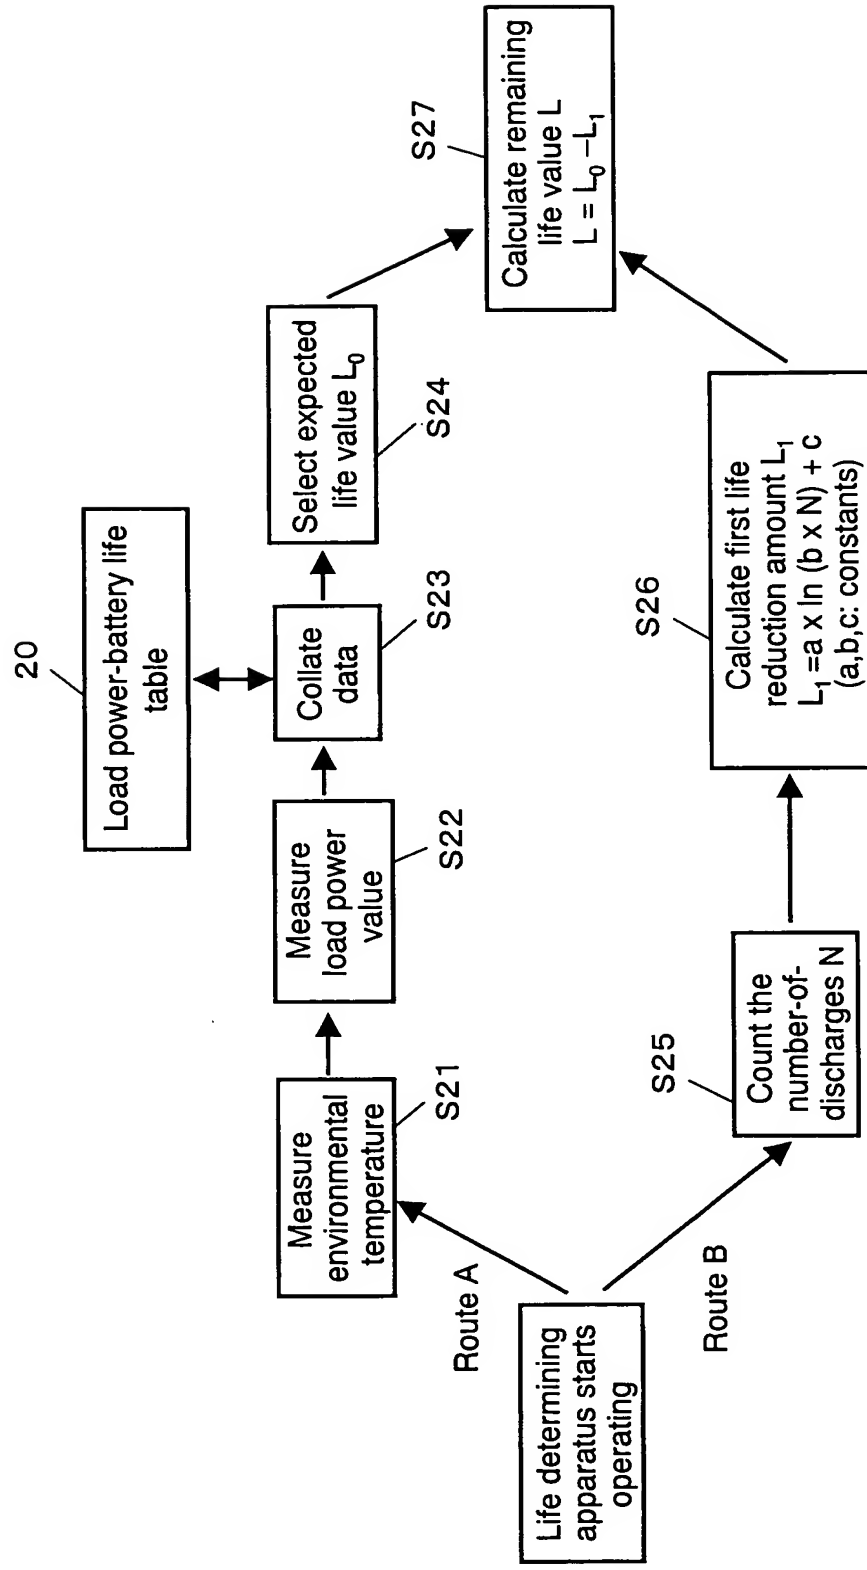 Life determining
apparatus starts
operating
Route A
Route B
Measure
environmental
temperature
S21
Measure
load power
value
S22
20
Load power-battery life
table
Collate
data
S23
Select expected
life value L₀
S24
S25
Count the
number-of-
discharges N
S26
Calculate first life
reduction amount L₁
L₁ =a x ln (b x N) + c
(a,b,c: constants)
S27
Calculate remaining
life value L
L = L₀ –L₁